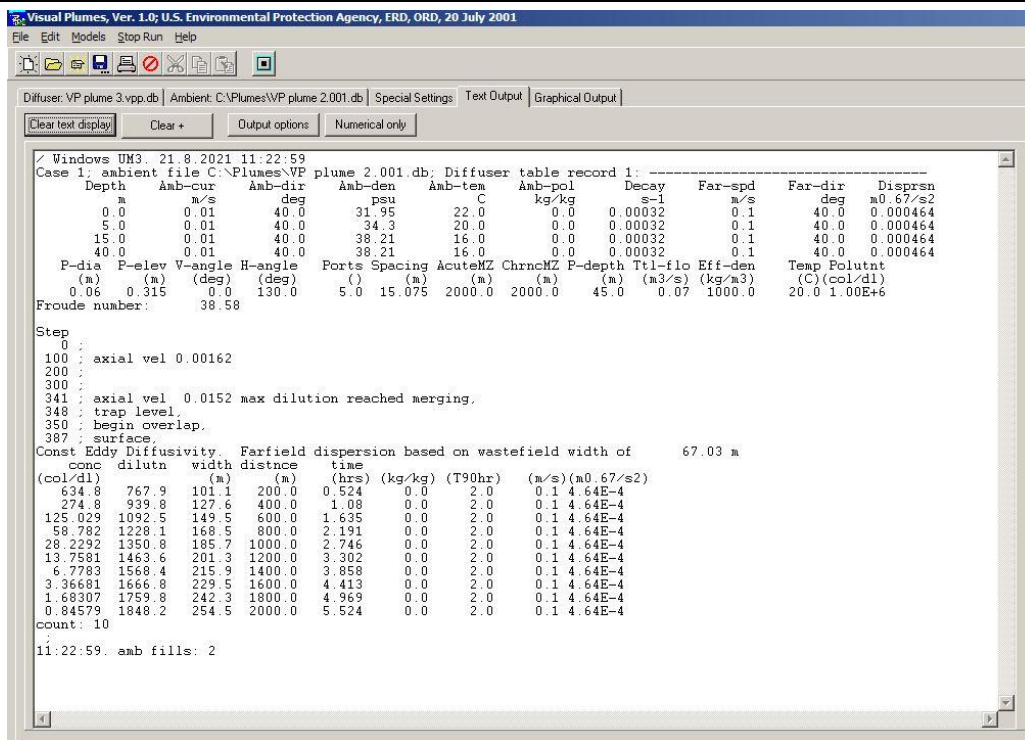 Visual Plumes, Ver. 1.0; U.S. Environmental Protection Agency, ERD, ORD, 20 July 2001
File Edit Models Stop Run Help
Diffuser: VP plume 3.vpp.db Ambient: C:\Plumes\VP plume 2.001.db Special Settings Text Output Graphical Output
Clear text display Clear + Output options Numerical only
/ Windows UM3. 21.8.2021 11:22:59
Case 1; ambient file C:\Plumes\VP plume 2.001.db; Diffuser table record 1: -----------------------------------
Depth Amb-cur Amb-dir Amb-den Amb-tem Amb-pol Decay Far-spd Far-dir Disprsn
m m/s deg psu C kg/kg s-1 m/s deg m0.67/s2
0.0 0.01 40.0 31.95 22.0 0.0 0.00032 0.1 40.0 0.000464
5.0 0.01 40.0 34.3 20.0 0.0 0.00032 0.1 40.0 0.000464
15.0 0.01 40.0 38.21 16.0 0.0 0.00032 0.1 40.0 0.000464
40.0 0.01 40.0 38.21 16.0 0.0 0.00032 0.1 40.0 0.000464
P-dia P-elev V-angle H-angle Ports Spacing AcuteMZ ChrncMZ P-depth Ttl-flo Eff-den Temp Polutnt
(m) (m) (deg) (deg) () (m) (m) (m) (m) (m3/s) (kg/m3) (C)(col/dl)
0.06 0.315 0.0 130.0 5.0 15.075 2000.0 2000.0 45.0 0.07 1000.0 20.0 1.00E+6
Froude number: 38.58
Step
0 ;
100 ; axial vel 0.00162
200 ;
300 ;
341 ; axial vel 0.0152 max dilution reached merging,
348 ; trap level,
350 ; begin overlap,
387 ; surface,
Const Eddy Diffusivity. Farfield dispersion based on wastefield width of 67.03 m
conc dilutn width distnce time
(col/dl) (m) (m) (hrs) (kg/kg) (T90hr) (m/s)(m0.67/s2)
634.8 767.9 101.1 200.0 0.524 0.0 2.0 0.1 4.64E-4
274.8 939.8 127.6 400.0 1.08 0.0 2.0 0.1 4.64E-4
125.029 1092.5 149.5 600.0 1.635 0.0 2.0 0.1 4.64E-4
58.782 1228.1 168.5 800.0 2.191 0.0 2.0 0.1 4.64E-4
28.2292 1350.8 185.7 1000.0 2.746 0.0 2.0 0.1 4.64E-4
13.7581 1463.6 201.3 1200.0 3.302 0.0 2.0 0.1 4.64E-4
6.7783 1568.4 215.9 1400.0 3.858 0.0 2.0 0.1 4.64E-4
3.36681 1666.8 229.5 1600.0 4.413 0.0 2.0 0.1 4.64E-4
1.68307 1759.8 242.3 1800.0 4.969 0.0 2.0 0.1 4.64E-4
0.84579 1848.2 254.5 2000.0 5.524 0.0 2.0 0.1 4.64E-4
count: 10
;
11:22:59. amb fills: 2